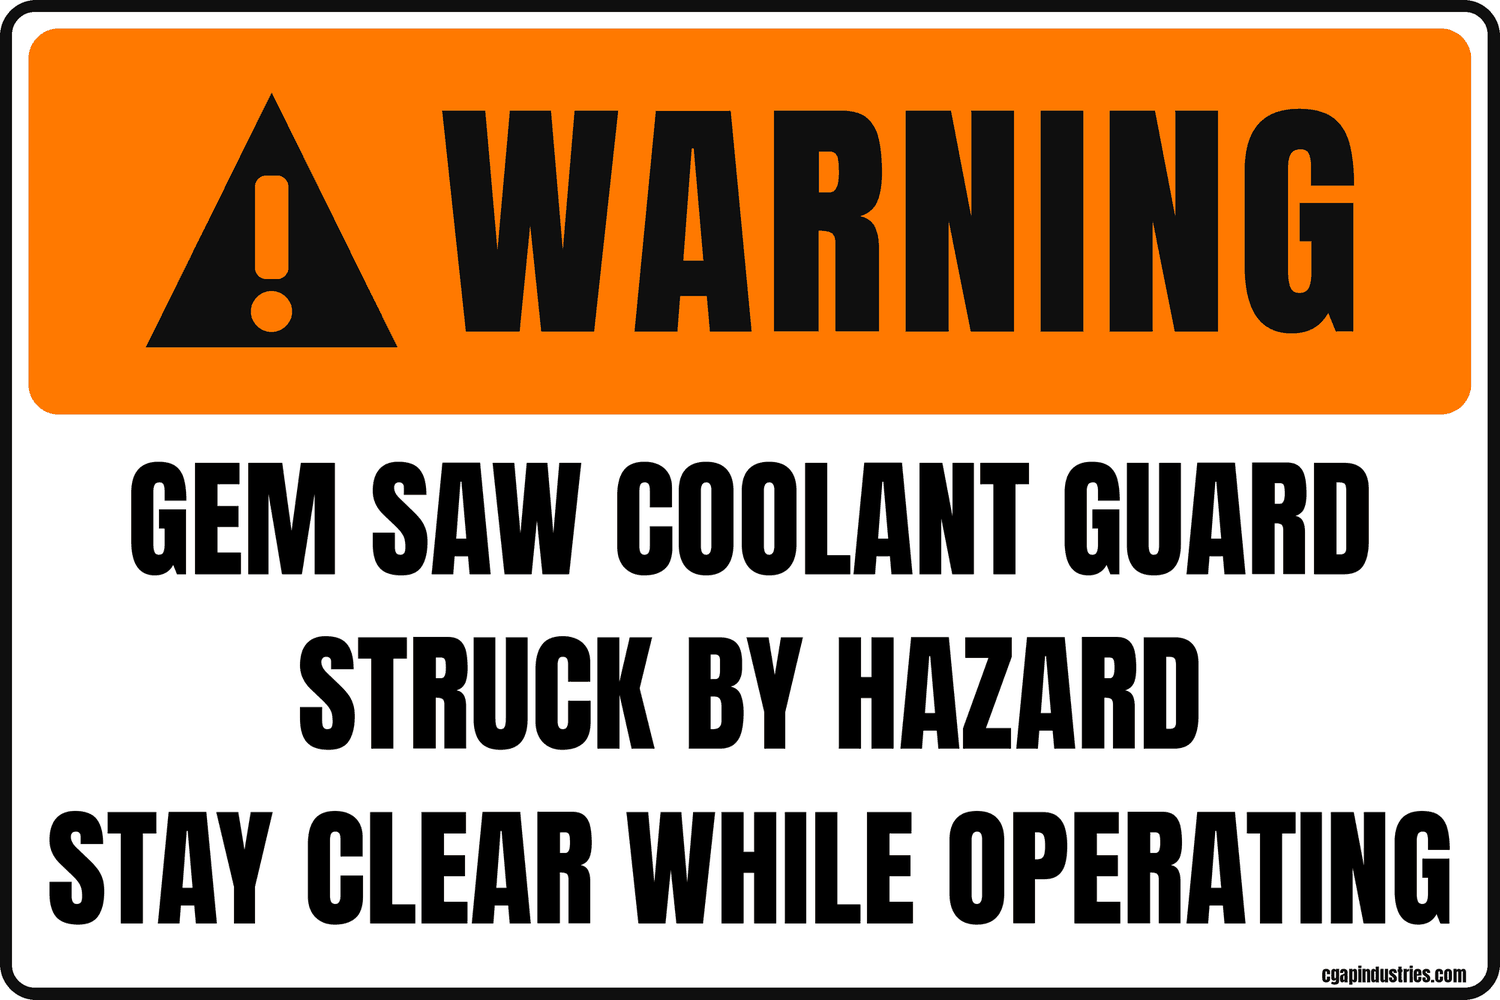 WARNING
GEM SAW COOLANT GUARD
STRUCK BY HAZARD
STAY CLEAR WHILE OPERATING
cgapindustries.com